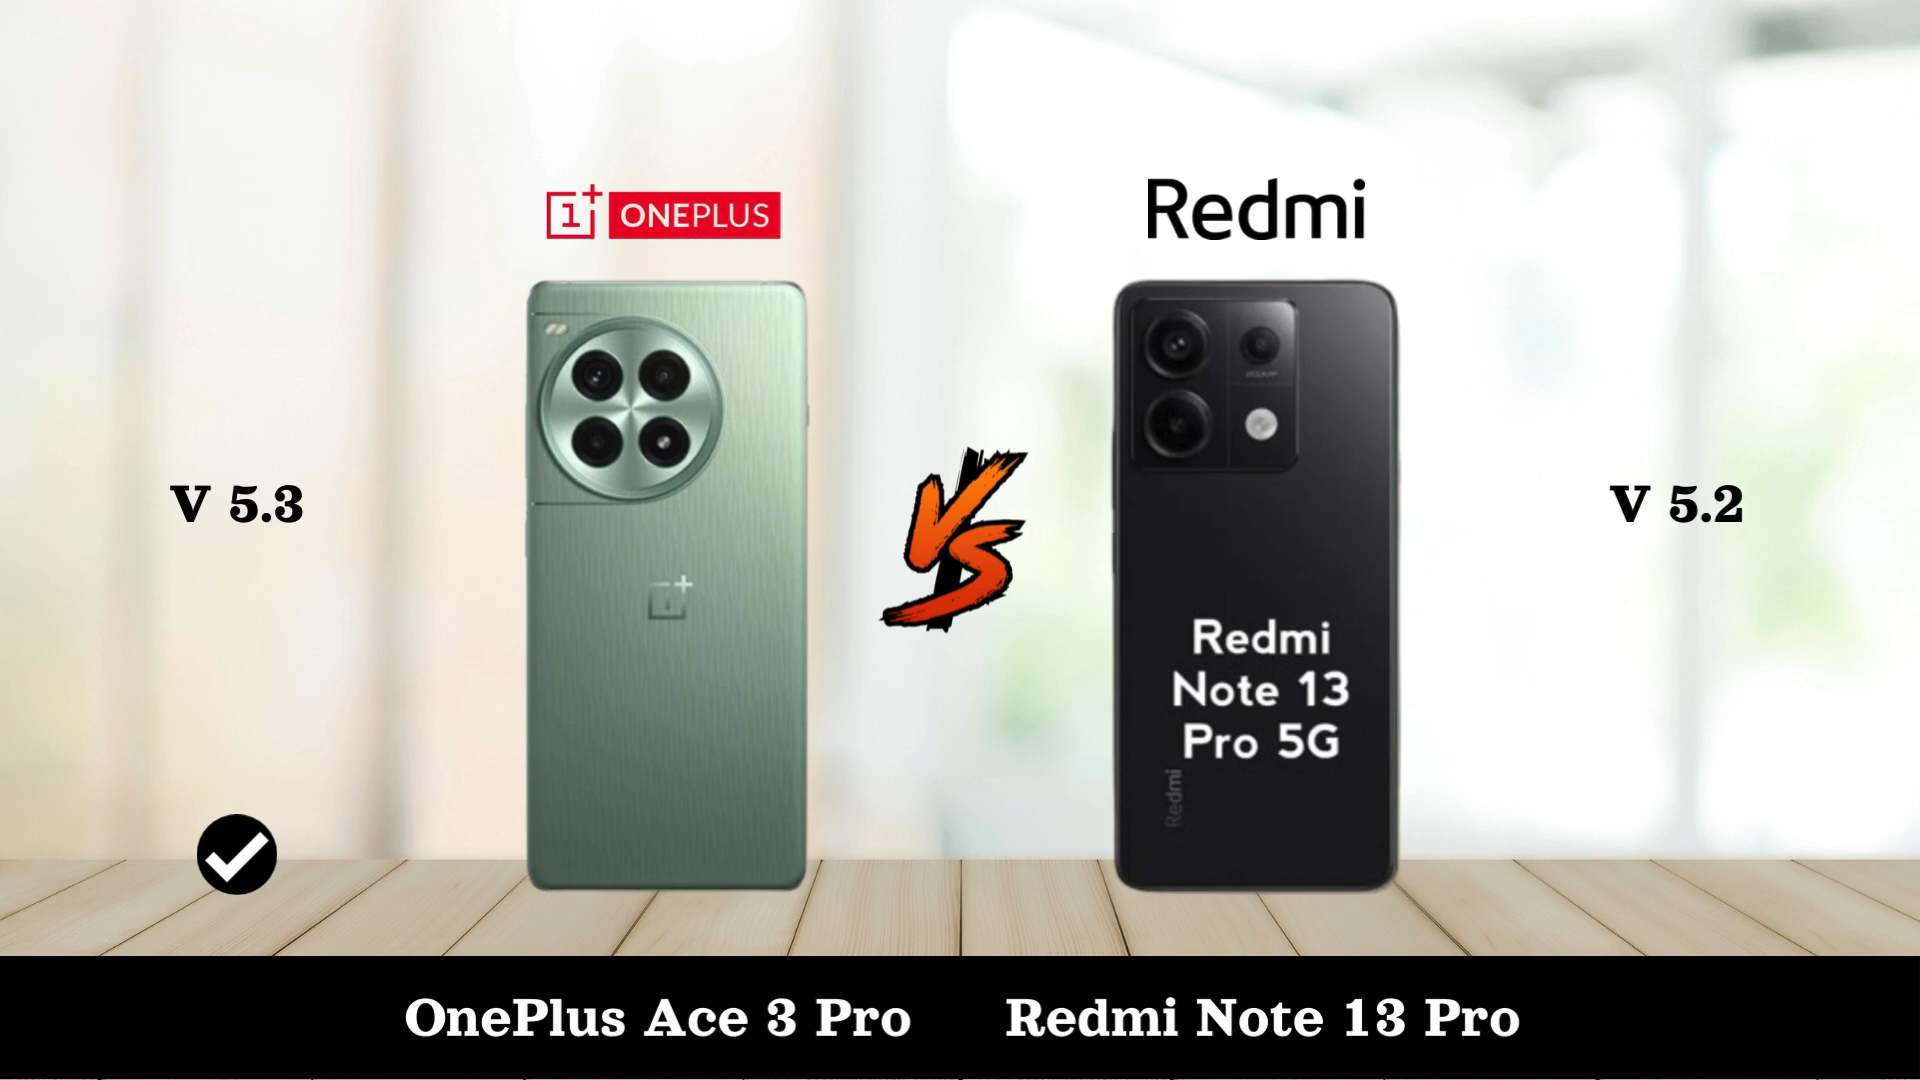 1+ ONEPLUS
Redmi
V 5.3
VS
V 5.2
Redmi
Note 13
Pro 5G
Redmi
OnePlus Ace 3 Pro
Redmi Note 13 Pro